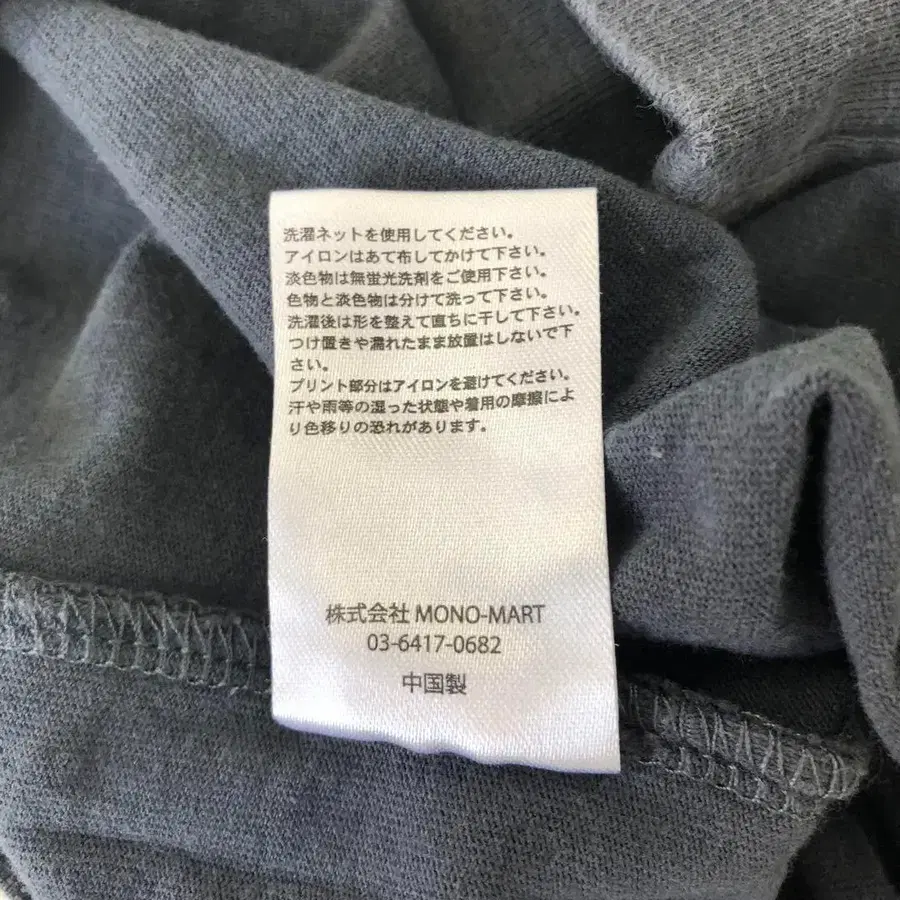 洗濯ネットを使用してください。
アイロンはあて布してかけて下さい。
淡色物は無蛍光洗剤をご使用下さい。
色物と淡色物は分けて洗って下さい。
洗濯後は形を整えて直ちに干して下さい。
つけ置きや濡れたまま放置はしないで下
さい。
プリント部分はアイロンを避けてください。
汗や雨等の湿った状態や着用の摩擦によ
り色移りの恐れがあります。
株式会社 MONO-MART
03-6417-0682
中国製